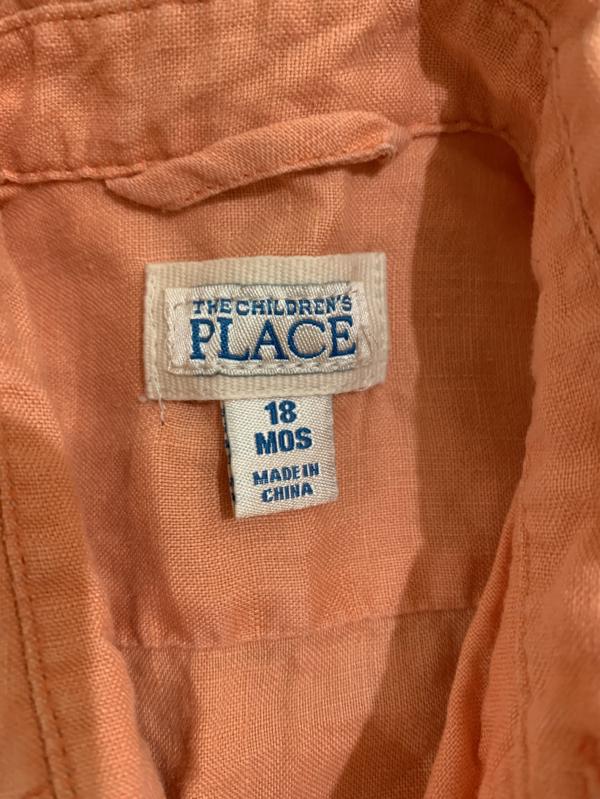 THE CHILDREN'S
PLACE
18
MOS
MADE IN
CHINA